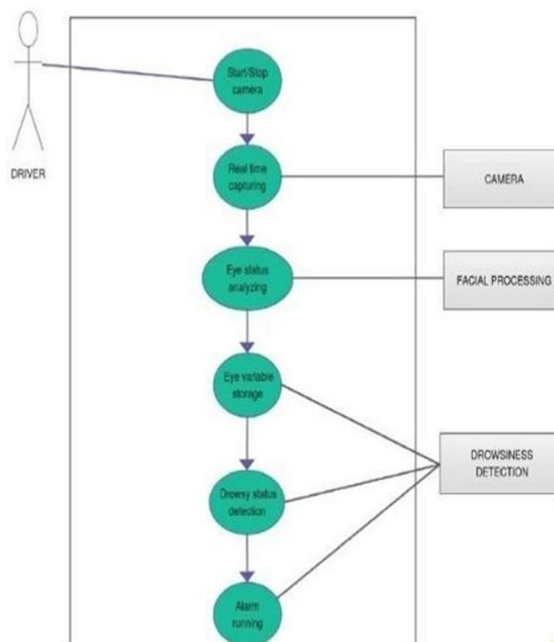 Start/Stop
camera
DRIVER
Real time
capturing
CAMERA
Eye status
analyzing
FACIAL PROCESSING
Eye variable
storage
DROWSINESS
DETECTION
Drowsy status
detection
Alarm
running